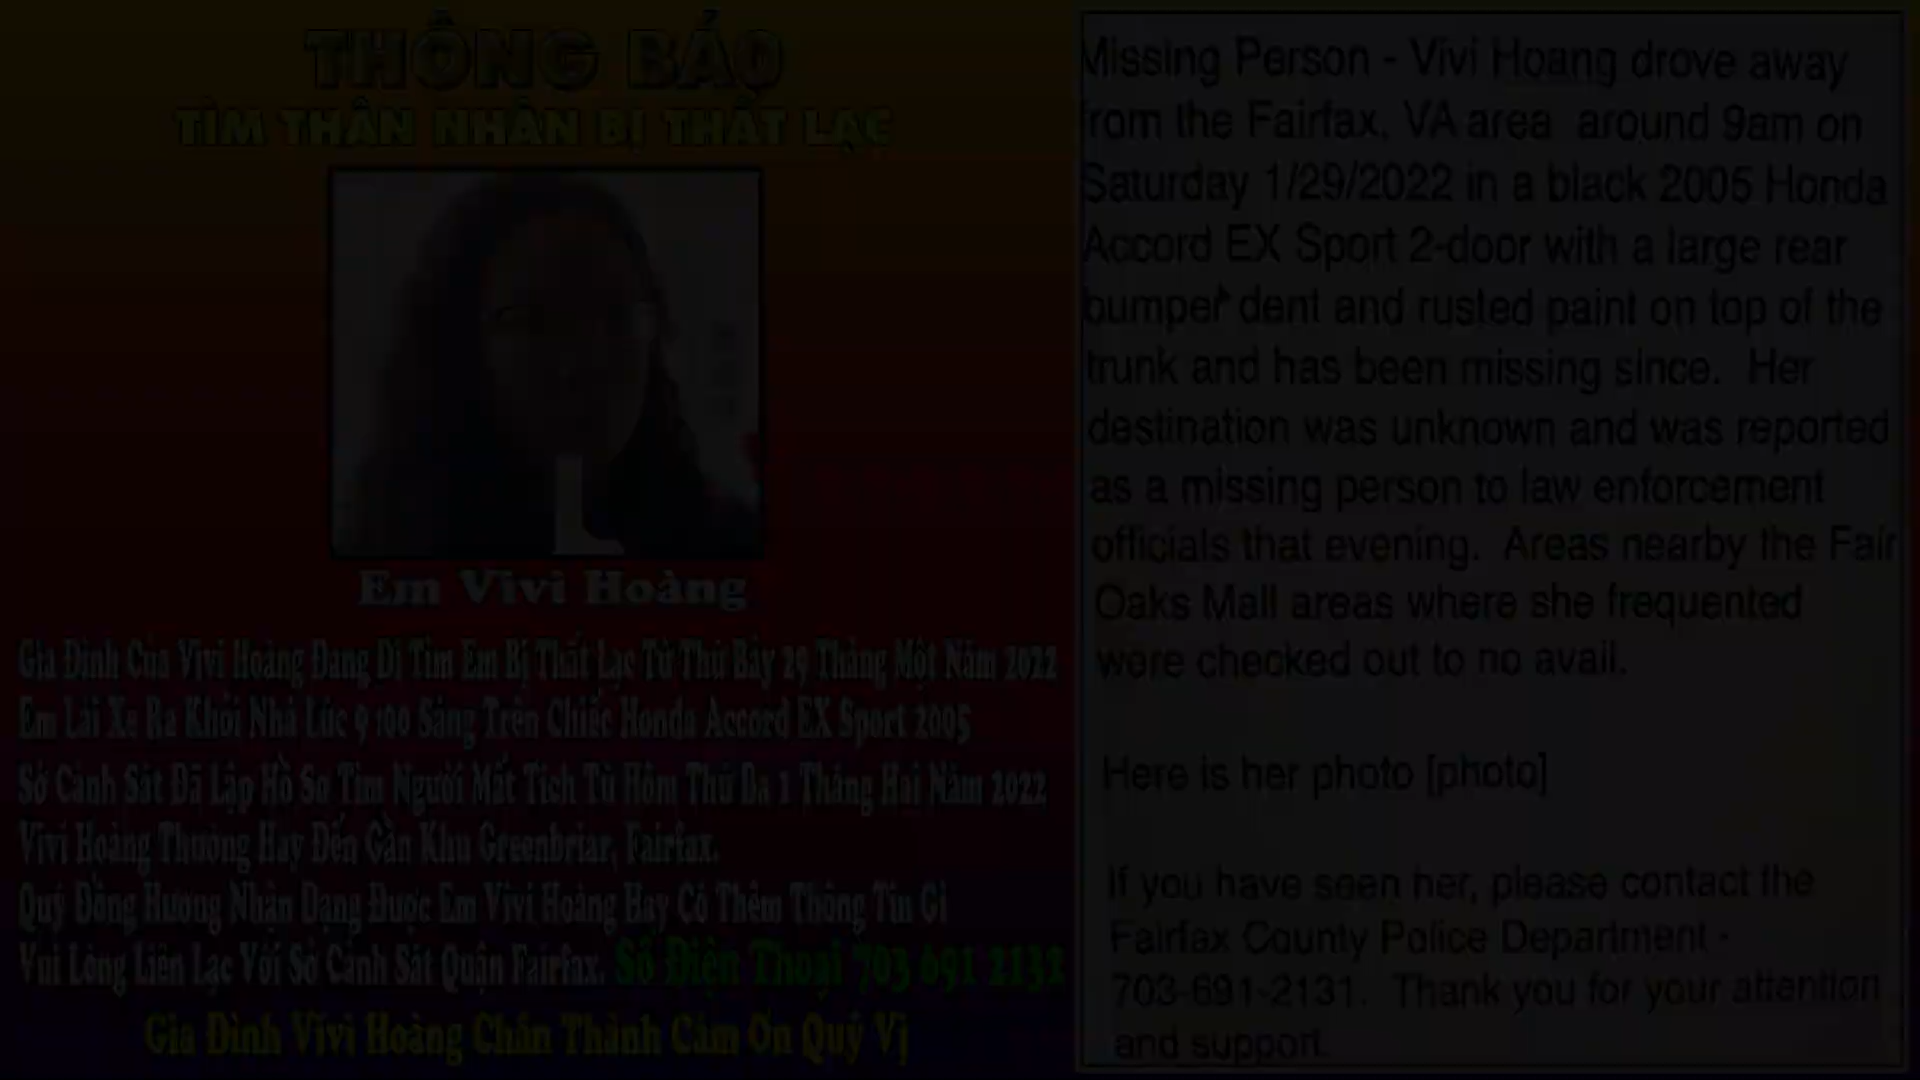 THÔNG BÁO
TÌM THÂN NHÂN BỊ THẤT LẠC
Em Vivi Hoàng
Gia Đình Của Vivi Hoàng Đang Đi Tìm Em Bị Thất Lạc Từ Thứ Bảy 29 Tháng Một Năm 2022
Em Lái Xe Ra Khỏi Nhà Lúc 9:00 Sáng Trên Chiếc Honda Accord EX Sport 2005
Sở Cảnh Sát Đã Lập Hồ Sơ Tìm Người Mất Tích Từ Hôm Thứ Ba 1 Tháng Hai Năm 2022
Vivi Hoàng Thường Hay Đến Gần Khu Greenbriar, Fairfax.
Quý Đồng Hương Nhận Dạng Được Em Vivi Hoàng Hay Có Thêm Thông Tin Gì
Vui Lòng Liên Lạc Với Sở Cảnh Sát Quận Fairfax. Số Điện Thoại 703 691 2131
Gia Đình Vivi Hoàng Chân Thành Cảm Ơn Quý Vị
Missing Person - Vivi Hoang drove away
from the Fairfax, VA area around 9am on
Saturday 1/29/2022 in a black 2005 Honda
Accord EX Sport 2-door with a large rear
bumper dent and rusted paint on top of the
trunk and has been missing since. Her
destination was unknown and was reported
as a missing person to law enforcement
officials that evening. Areas nearby the Fair
Oaks Mall areas where she frequented
were checked out to no avail.
Here is her photo [photo]
If you have seen her, please contact the
Fairfax County Police Department -
703-691-2131. Thank you for your attention
and support.